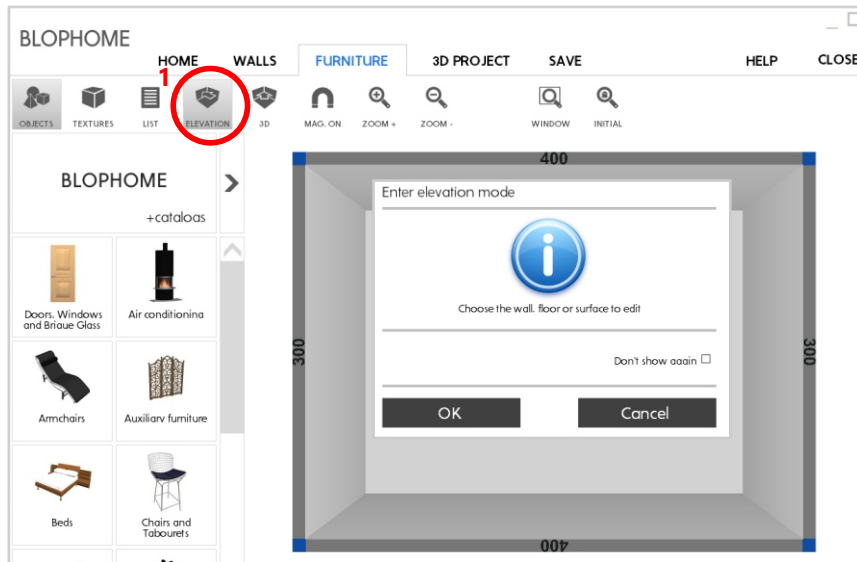 BLOPHOME
HOME WALLS FURNITURE 3D PROJECT SAVE HELP CLOSE
1
OBJECTS TEXTURES LIST ELEVATION 3D MAG. ON ZOOM + ZOOM - WINDOW INITIAL
BLOPHOME
+cataloas
Doors. Windows
and Briaue Glass
Air conditionina
Armchairs
Auxiliarv furniture
Beds
Chairs and
Tabourets
400
300
Enter elevation mode
Choose the wall. floor or surface to edit
Don't show aaain
OK Cancel
300
400